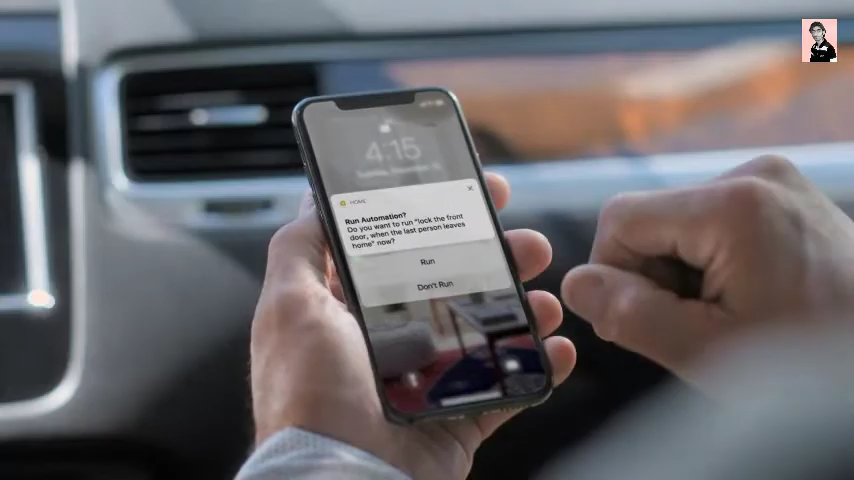 4:15
HOME
Run Automation?
Do you want to run "lock the front
door, when the last person leaves
home" now?
Run
Don't Run